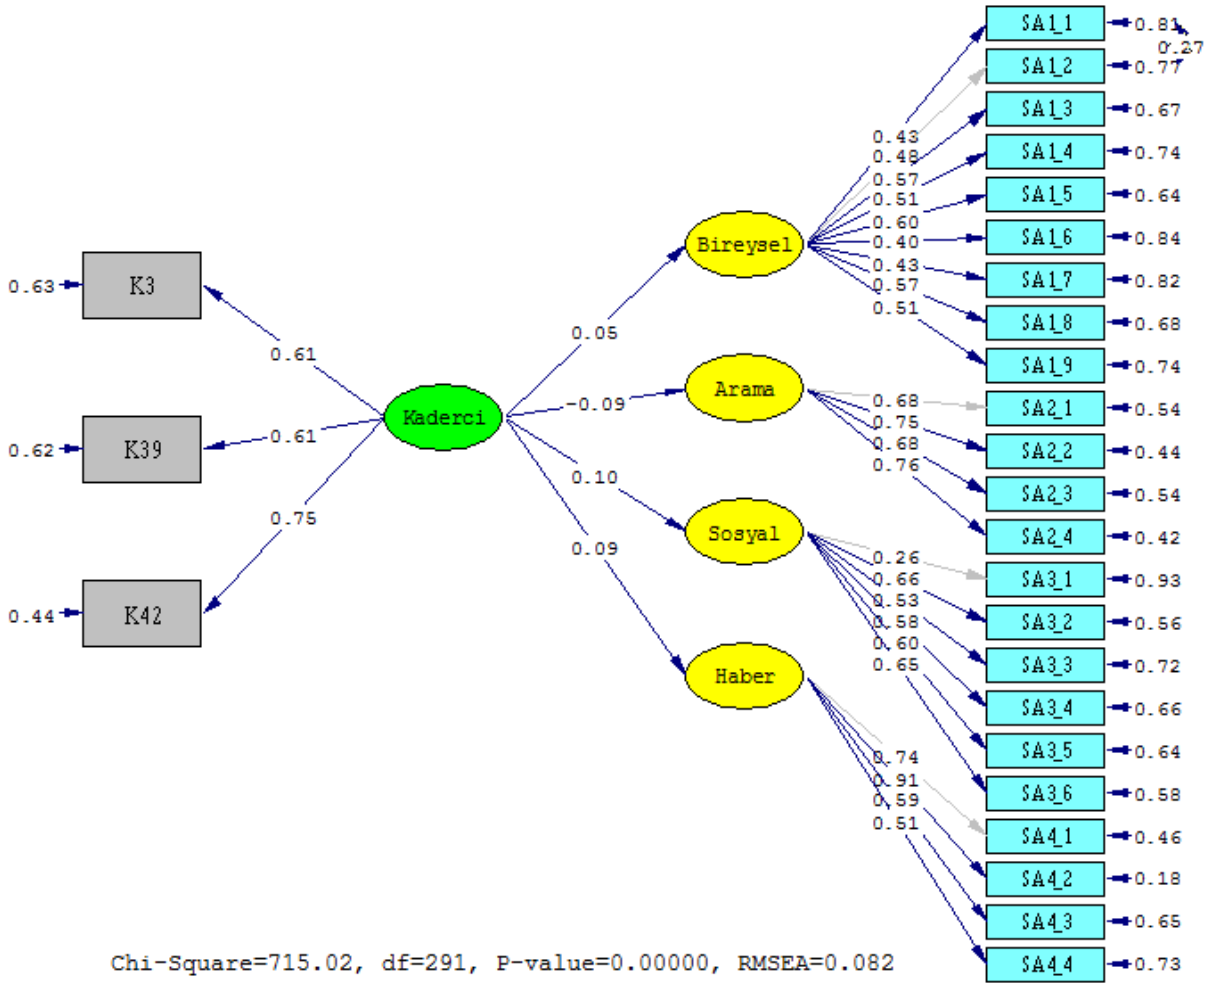 SA1_1
0.81
0.27
SA1_2
0.77
SA1_3
0.67
SA1_4
0.74
SA1_5
0.64
SA1_6
0.84
SA1_7
0.82
SA1_8
0.68
SA1_9
0.74
SA2_1
0.54
SA2_2
0.44
SA2_3
0.54
SA2_4
0.42
SA3_1
0.93
SA3_2
0.56
SA3_3
0.72
SA3_4
0.66
SA3_5
0.64
SA3_6
0.58
SA4_1
0.46
SA4_2
0.18
SA4_3
0.65
SA4_4
0.73
0.43
0.48
0.57
0.51
0.60
0.40
0.43
0.57
0.51
0.68
0.75
0.68
0.76
0.26
0.66
0.53
0.58
0.60
0.65
0.74
0.91
0.59
0.51
Bireysel
Arama
Sosyal
Haber
0.05
-0.09
0.10
0.09
Kaderci
0.61
0.61
0.75
0.63
K3
0.62
K39
0.44
K42
Chi-Square=715.02, df=291, P-value=0.00000, RMSEA=0.082